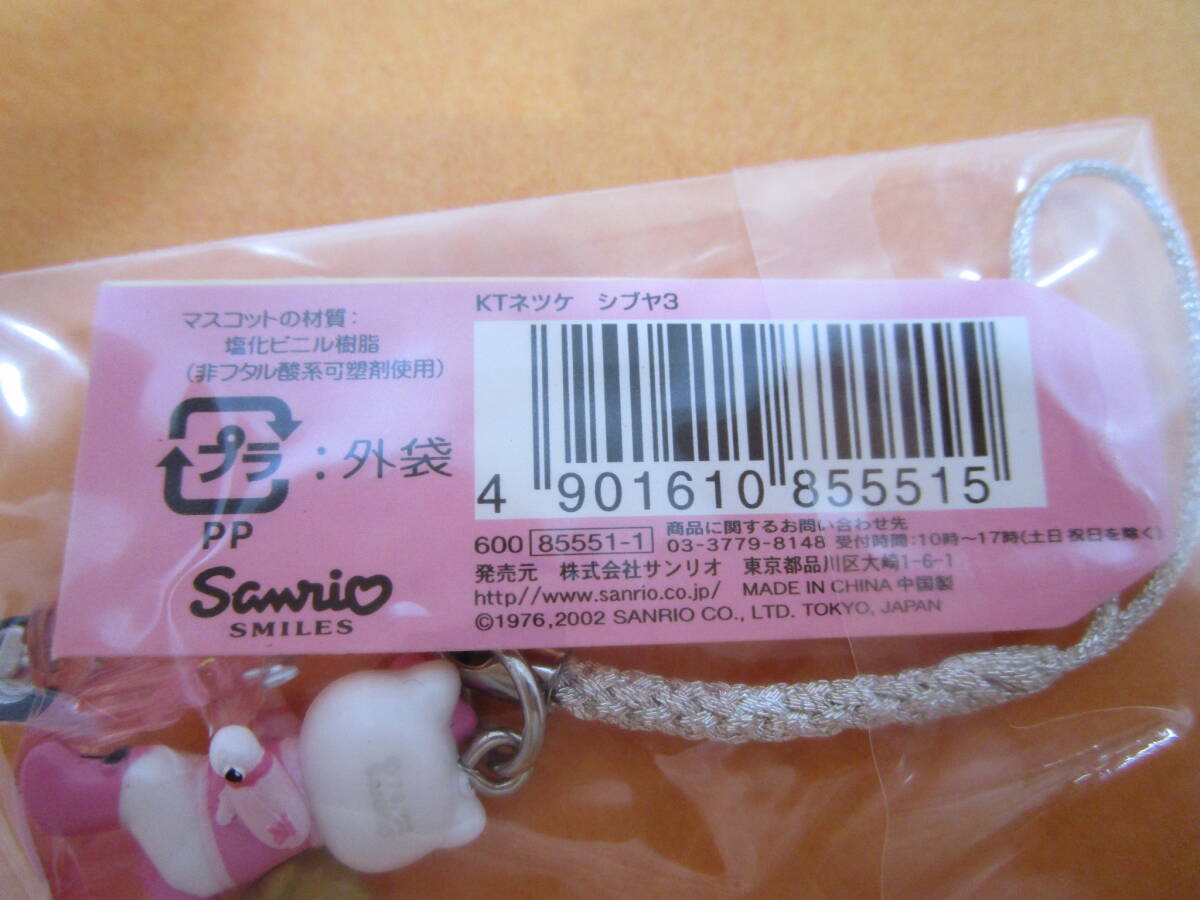 マスコットの材質:
塩化ビニル樹脂
(非フタル酸系可塑剤使用)
プラ
:外袋
PP
Sanrio
SMILES
KTネツケ シブヤ3
4 901610 855515
600 85551-1
商品に関するお問い合わせ先
03-3779-8148 受付時間:10時〜17時(土日祝日を除く)
発売元 株式会社サンリオ 東京都品川区大崎1-6-1
http://www.sanrio.co.jp/ MADE IN CHINA 中国製
©1976,2002 SANRIO CO., LTD. TOKYO, JAPAN